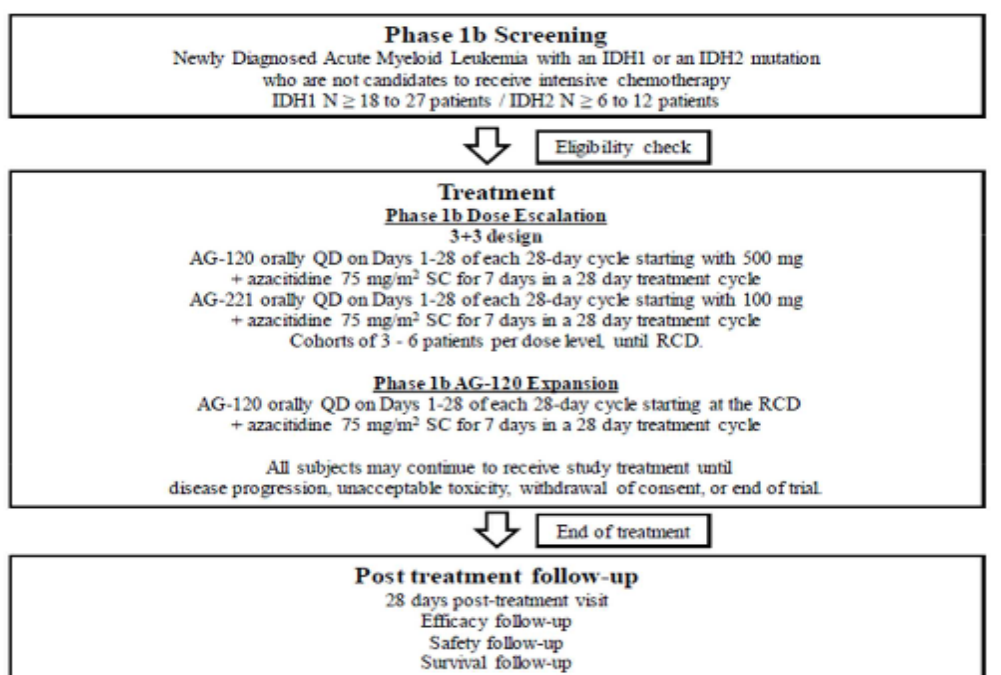 Phase 1b Screening
Newly Diagnosed Acute Myeloid Leukemia with an IDH1 or an IDH2 mutation
who are not candidates to receive intensive chemotherapy
IDH1 N ≥ 18 to 27 patients / IDH2 N ≥ 6 to 12 patients
Eligibility check
Treatment
Phase 1b Dose Escalation
3+3 design
AG-120 orally QD on Days 1-28 of each 28-day cycle starting with 500 mg
+ azacitidine 75 mg/m² SC for 7 days in a 28 day treatment cycle
AG-221 orally QD on Days 1-28 of each 28-day cycle starting with 100 mg
+ azacitidine 75 mg/m² SC for 7 days in a 28 day treatment cycle
Cohorts of 3 - 6 patients per dose level, until RCD.
Phase 1b AG-120 Expansion
AG-120 orally QD on Days 1-28 of each 28-day cycle starting at the RCD
+ azacitidine 75 mg/m² SC for 7 days in a 28 day treatment cycle
All subjects may continue to receive study treatment until
disease progression, unacceptable toxicity, withdrawal of consent, or end of trial.
End of treatment
Post treatment follow-up
28 days post-treatment visit
Efficacy follow-up
Safety follow-up
Survival follow-up